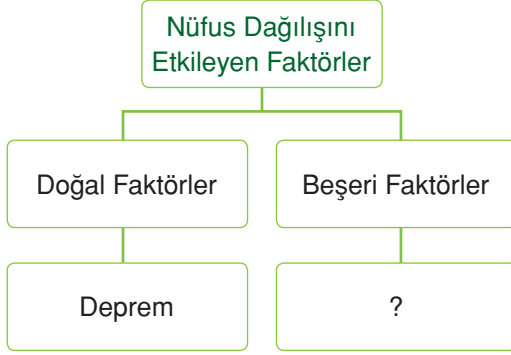 Nüfus Dağılışını
Etkileyen Faktörler
Doğal Faktörler
Beşeri Faktörler
Deprem
?